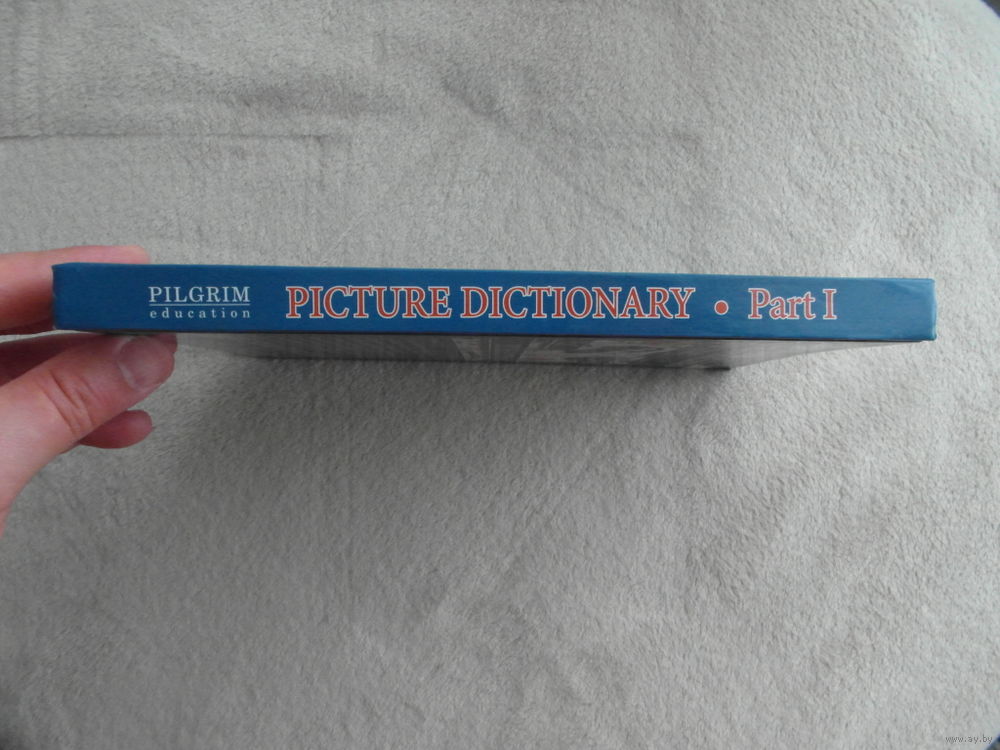 PILGRIM
education
PICTURE DICTIONARY • Part I
www.ay.by